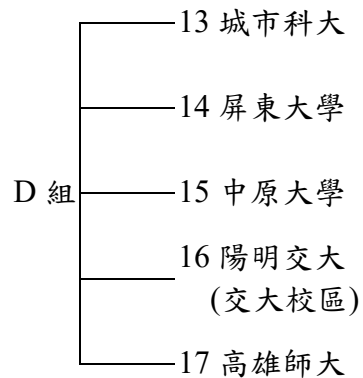 13 城市科大
14 屏東大學
D 組
15 中原大學
16 陽明交大
(交大校區)
17 高雄師大